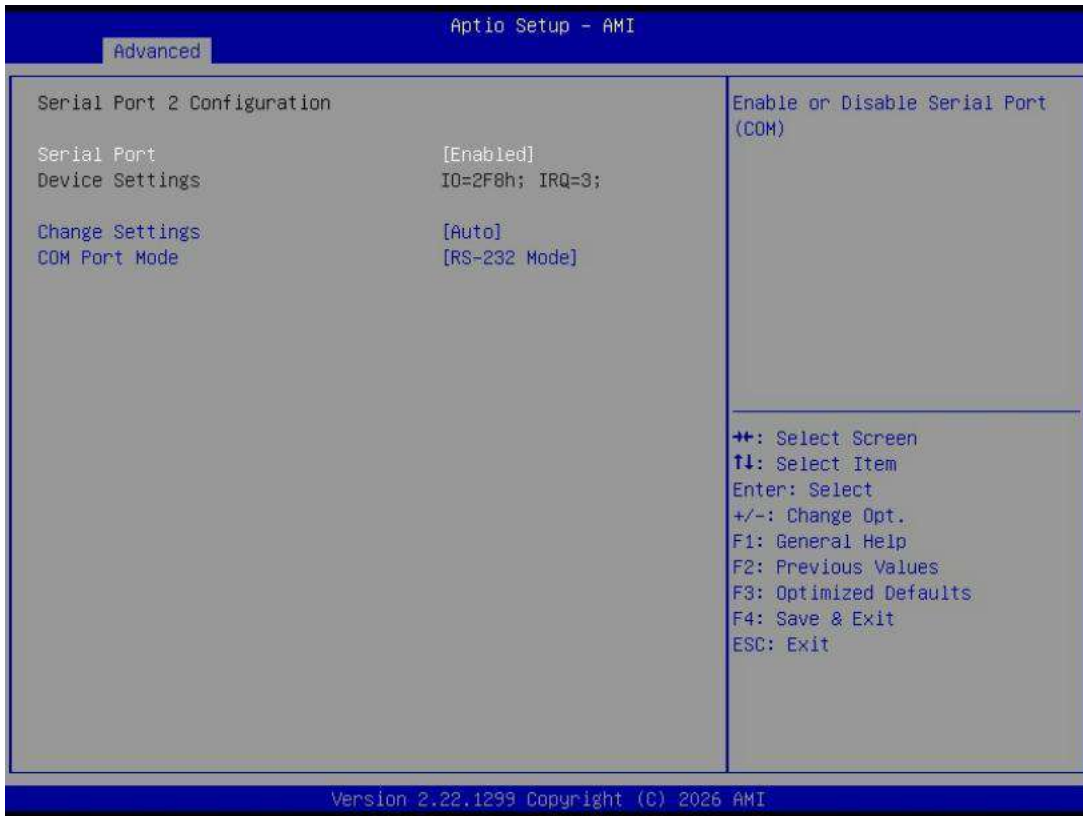 Aptio Setup - AMI
Advanced
Serial Port 2 Configuration
Serial Port [Enabled]
Device Settings IO=2F8h; IRQ=3;
Change Settings [Auto]
COM Port Mode [RS-232 Mode]
Enable or Disable Serial Port
(COM)
→←: Select Screen
↑↓: Select Item
Enter: Select
+/-: Change Opt.
F1: General Help
F2: Previous Values
F3: Optimized Defaults
F4: Save & Exit
ESC: Exit
Version 2.22.1299 Copyright (C) 2026 AMI